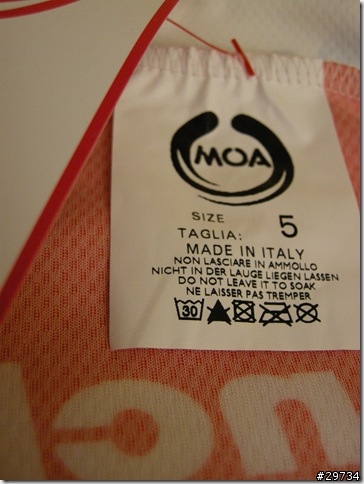 MOA
SIZE
TAGLIA: 5
MADE IN ITALY
NON LASCIARE IN AMMOLLO
NICHT IN DER LAUGE LIEGEN LASSEN
DO NOT LEAVE IT TO SOAK
NE LAISSER PAS TREMPER
30
#29734